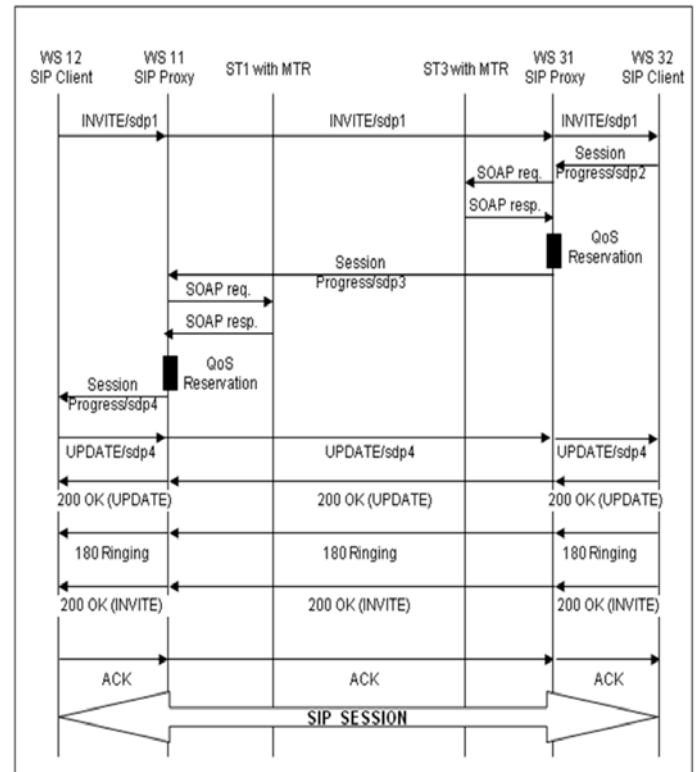 WS 12
SIP Client
WS 11
SIP Proxy
ST1 with MTR
ST3 with MTR
WS 31
SIP Proxy
WS 32
SIP Client
INVITE/sdp1
INVITE/sdp1
INVITE/sdp1
Session
Progress/sdp2
SOAP req.
SOAP resp.
QoS
Reservation
Session
Progress/sdp3
SOAP req.
SOAP resp.
QoS
Reservation
Session
Progress/sdp4
UPDATE/sdp4
UPDATE/sdp4
UPDATE/sdp4
200 OK (UPDATE)
200 OK (UPDATE)
200 OK (UPDATE)
180 Ringing
180 Ringing
180 Ringing
200 OK (INVITE)
200 OK (INVITE)
200 OK (INVITE)
ACK
ACK
ACK
SIP SESSION